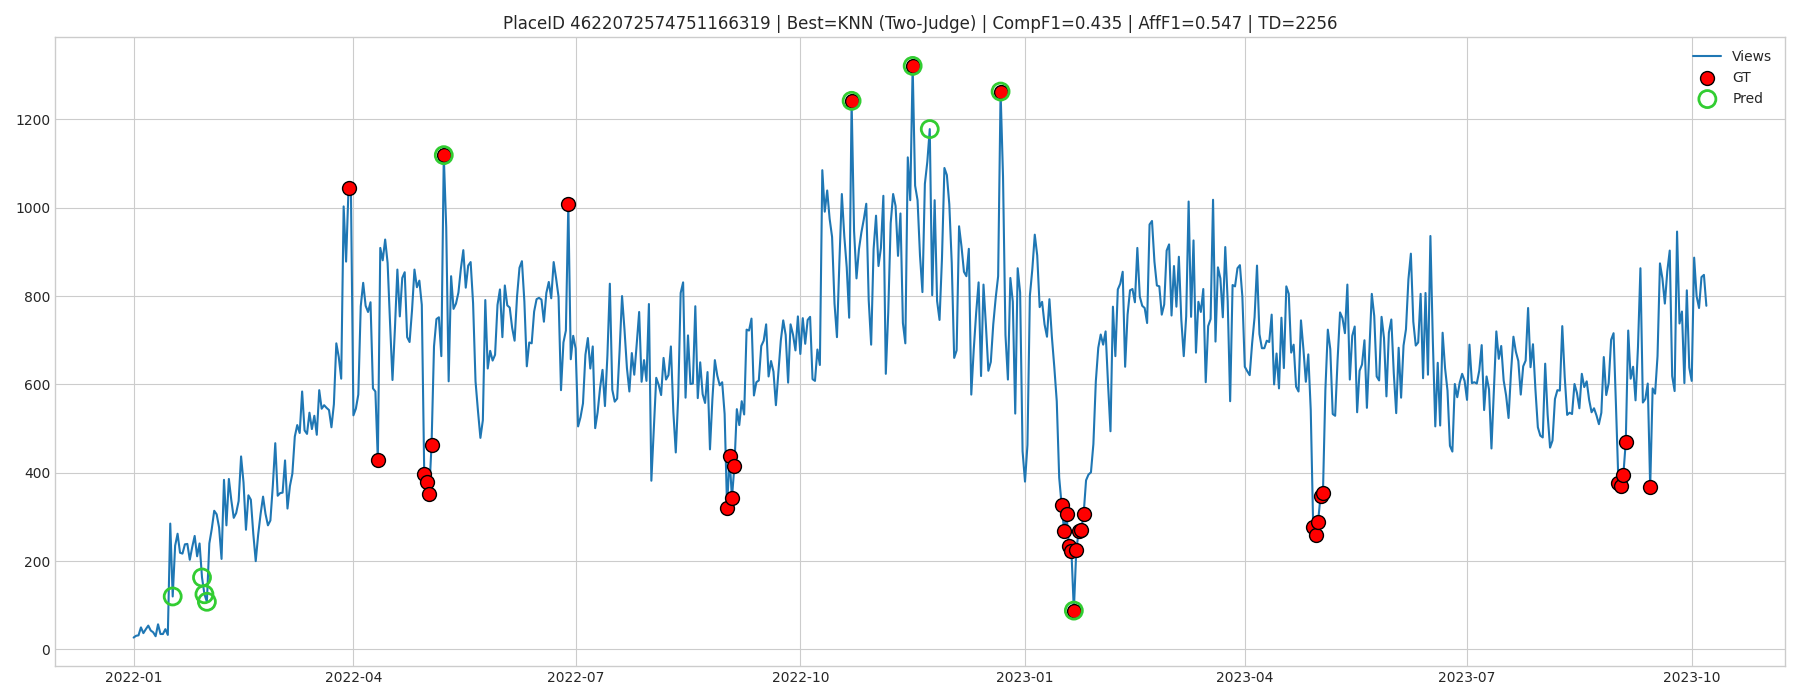 PlaceID 4622072574751166319 | Best=KNN (Two-Judge) | CompF1=0.435 | AffF1=0.547 | TD=2256
Views
GT
Pred
1200
1000
800
600
400
200
0
2022-01 2022-04 2022-07 2022-10 2023-01 2023-04 2023-07 2023-10